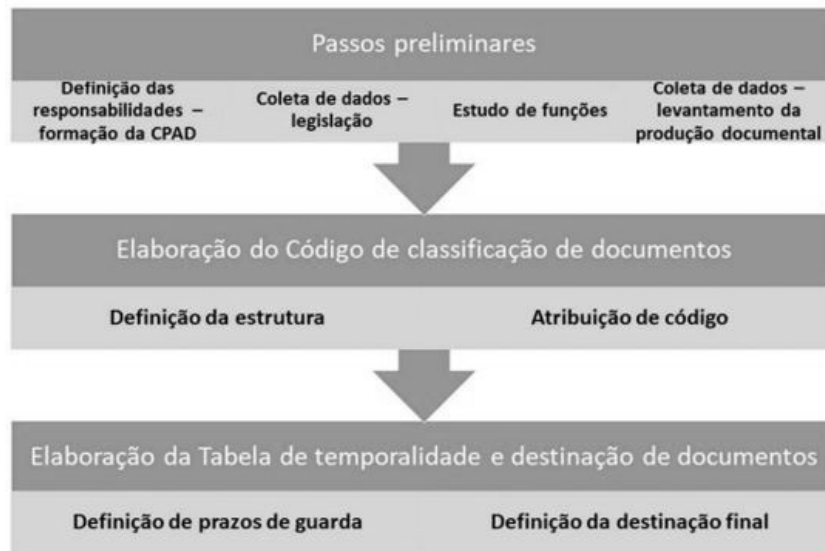 Passos preliminares
Definição das
responsabilidades –
formação da CPAD
Coleta de dados –
legislação
Estudo de funções
Coleta de dados –
levantamento da
produção documental
Elaboração do Código de classificação de documentos
Definição da estrutura
Atribuição de código
Elaboração da Tabela de temporalidade e destinação de documentos
Definição de prazos de guarda
Definição da destinação final